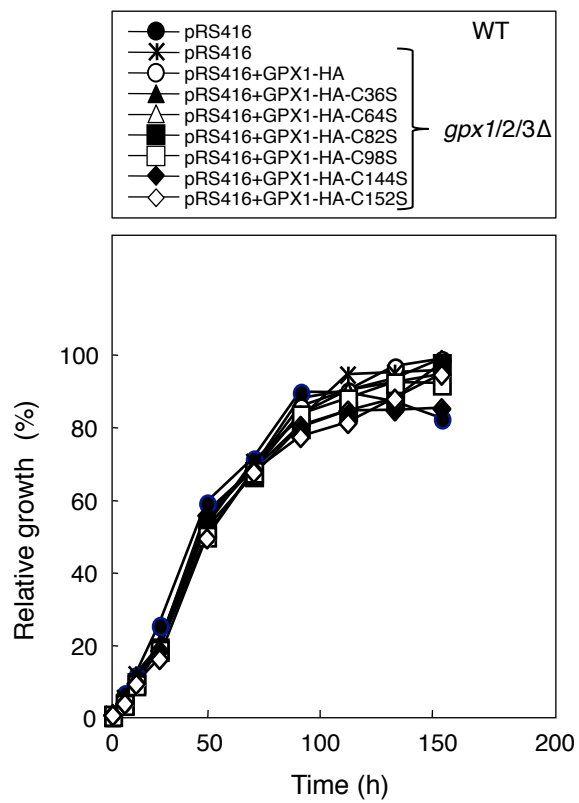 pRS416 WT
pRS416
pRS416+GPX1-HA
pRS416+GPX1-HA-C36S
pRS416+GPX1-HA-C64S
pRS416+GPX1-HA-C82S gpx1/2/3Δ
pRS416+GPX1-HA-C98S
pRS416+GPX1-HA-C144S
pRS416+GPX1-HA-C152S
100
80
60
40
20
0
Relative growth (%)
0 50 100 150 200
Time (h)